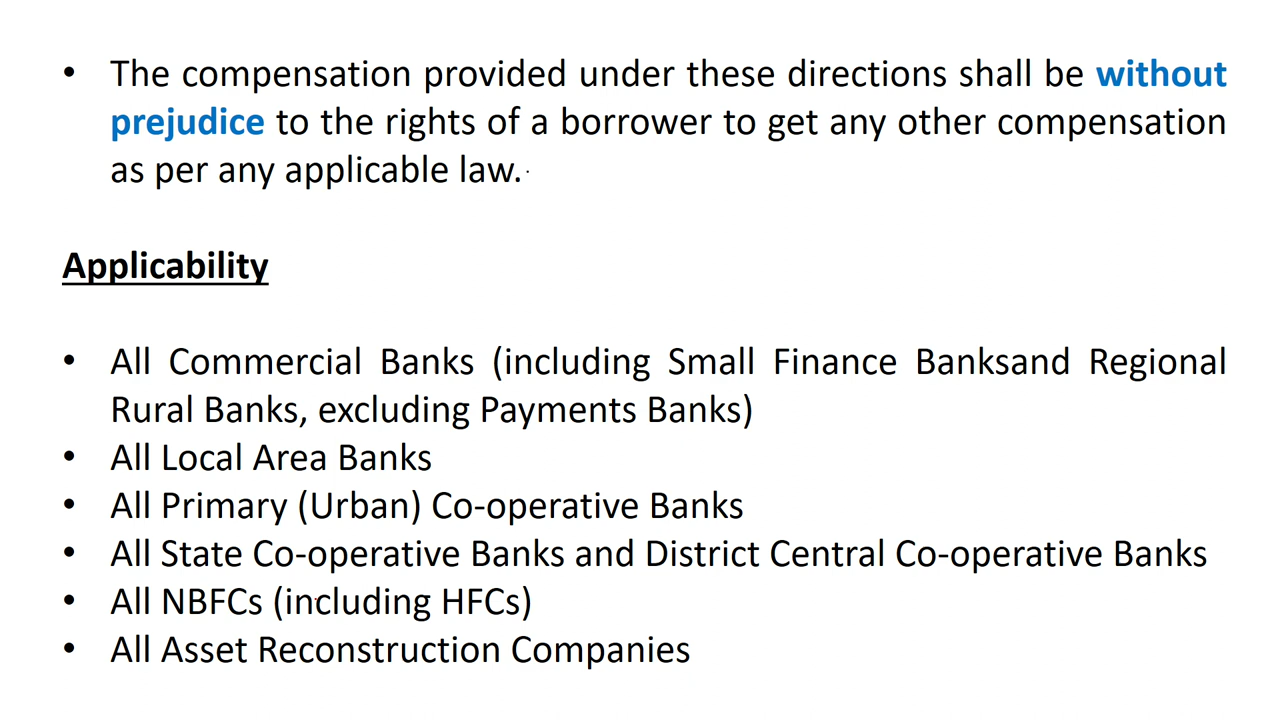 • The compensation provided under these directions shall be without
prejudice to the rights of a borrower to get any other compensation
as per any applicable law.
Applicability
• All Commercial Banks (including Small Finance Banksand Regional
Rural Banks, excluding Payments Banks)
• All Local Area Banks
• All Primary (Urban) Co-operative Banks
• All State Co-operative Banks and District Central Co-operative Banks
• All NBFCs (including HFCs)
• All Asset Reconstruction Companies